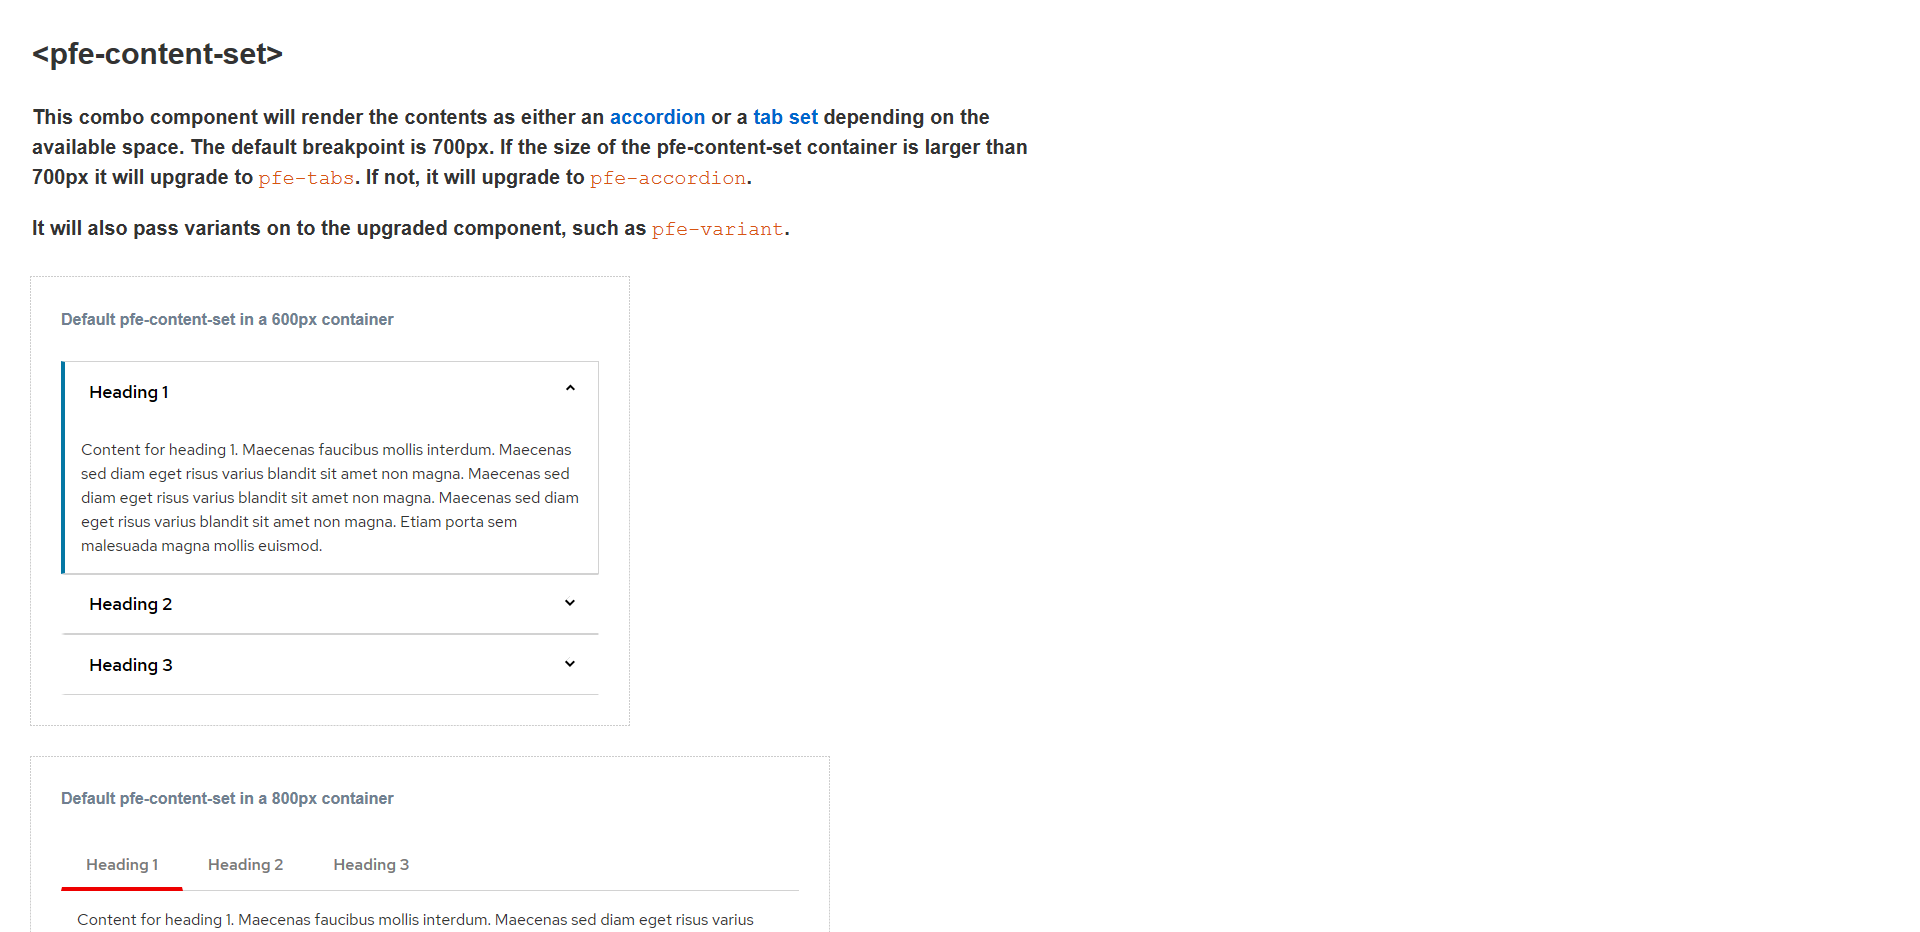 <pfe-content-set>
This combo component will render the contents as either an accordion or a tab set depending on the
available space. The default breakpoint is 700px. If the size of the pfe-content-set container is larger than
700px it will upgrade to pfe-tabs. If not, it will upgrade to pfe-accordion.
It will also pass variants on to the upgraded component, such as pfe-variant.
Default pfe-content-set in a 600px container
Heading 1
Content for heading 1. Maecenas faucibus mollis interdum. Maecenas
sed diam eget risus varius blandit sit amet non magna. Maecenas sed
diam eget risus varius blandit sit amet non magna. Maecenas sed diam
eget risus varius blandit sit amet non magna. Etiam porta sem
malesuada magna mollis euismod.
Heading 2
Heading 3
Default pfe-content-set in a 800px container
Heading 1 Heading 2 Heading 3
Content for heading 1. Maecenas faucibus mollis interdum. Maecenas sed diam eget risus varius